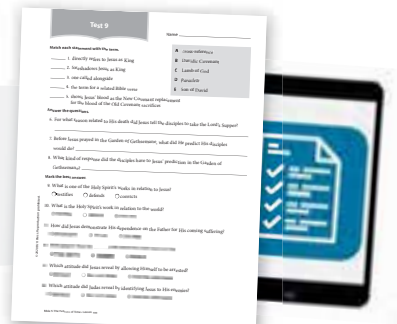 Test 9
Name
Match each statement with the term.
A cross-reference
B Davidic Covenant
C Lamb of God
D Paraclete
E Son of David
1. directly refers to Jesus as King
2. foreshadows Jesus as King
3. one called alongside
4. the term for a related Bible verse
5. shows Jesus' blood as the New Covenant replacement
for the blood of the Old Covenant sacrifices
Answer the questions.
6. For what reason related to His death did Jesus tell the disciples to take the Lord's Supper?
7. Before Jesus prayed in the Garden of Gethsemane, what did He predict His disciples
would do?
8. What kind of response did the disciples have to Jesus' prediction in the Garden of
Gethsemane?
Mark the best answer.
9. What is one of the Holy Spirit's works in relation to Jesus?
testifies defends corrects
10. What is the Holy Spirit's work in relation to the world?
11. How did Jesus demonstrate His dependence on the Father for His coming suffering?
12.
13. Which attitude did Jesus reveal by allowing Himself to be arrested?
14. Which attitude did Judas reveal by identifying Jesus to His enemies?